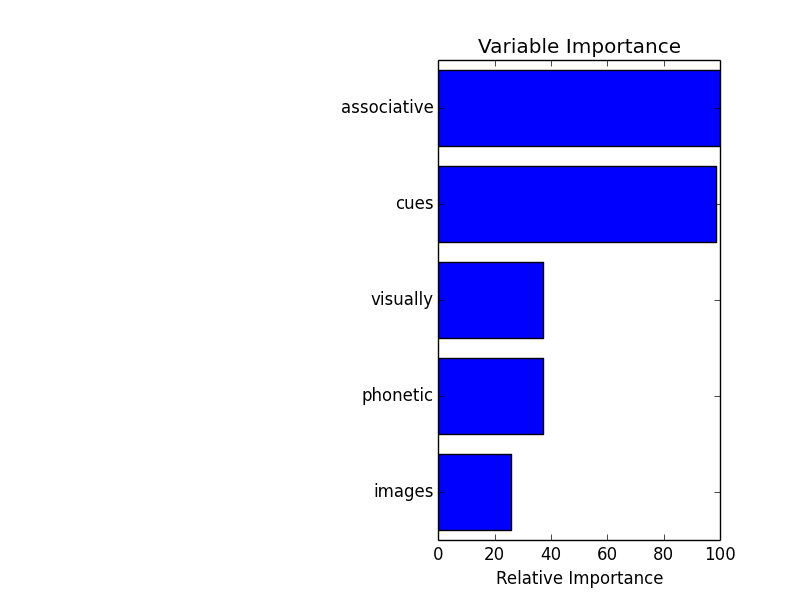 Variable Importance
associative
cues
visually
phonetic
images
0 20 40 60 80 100
Relative Importance